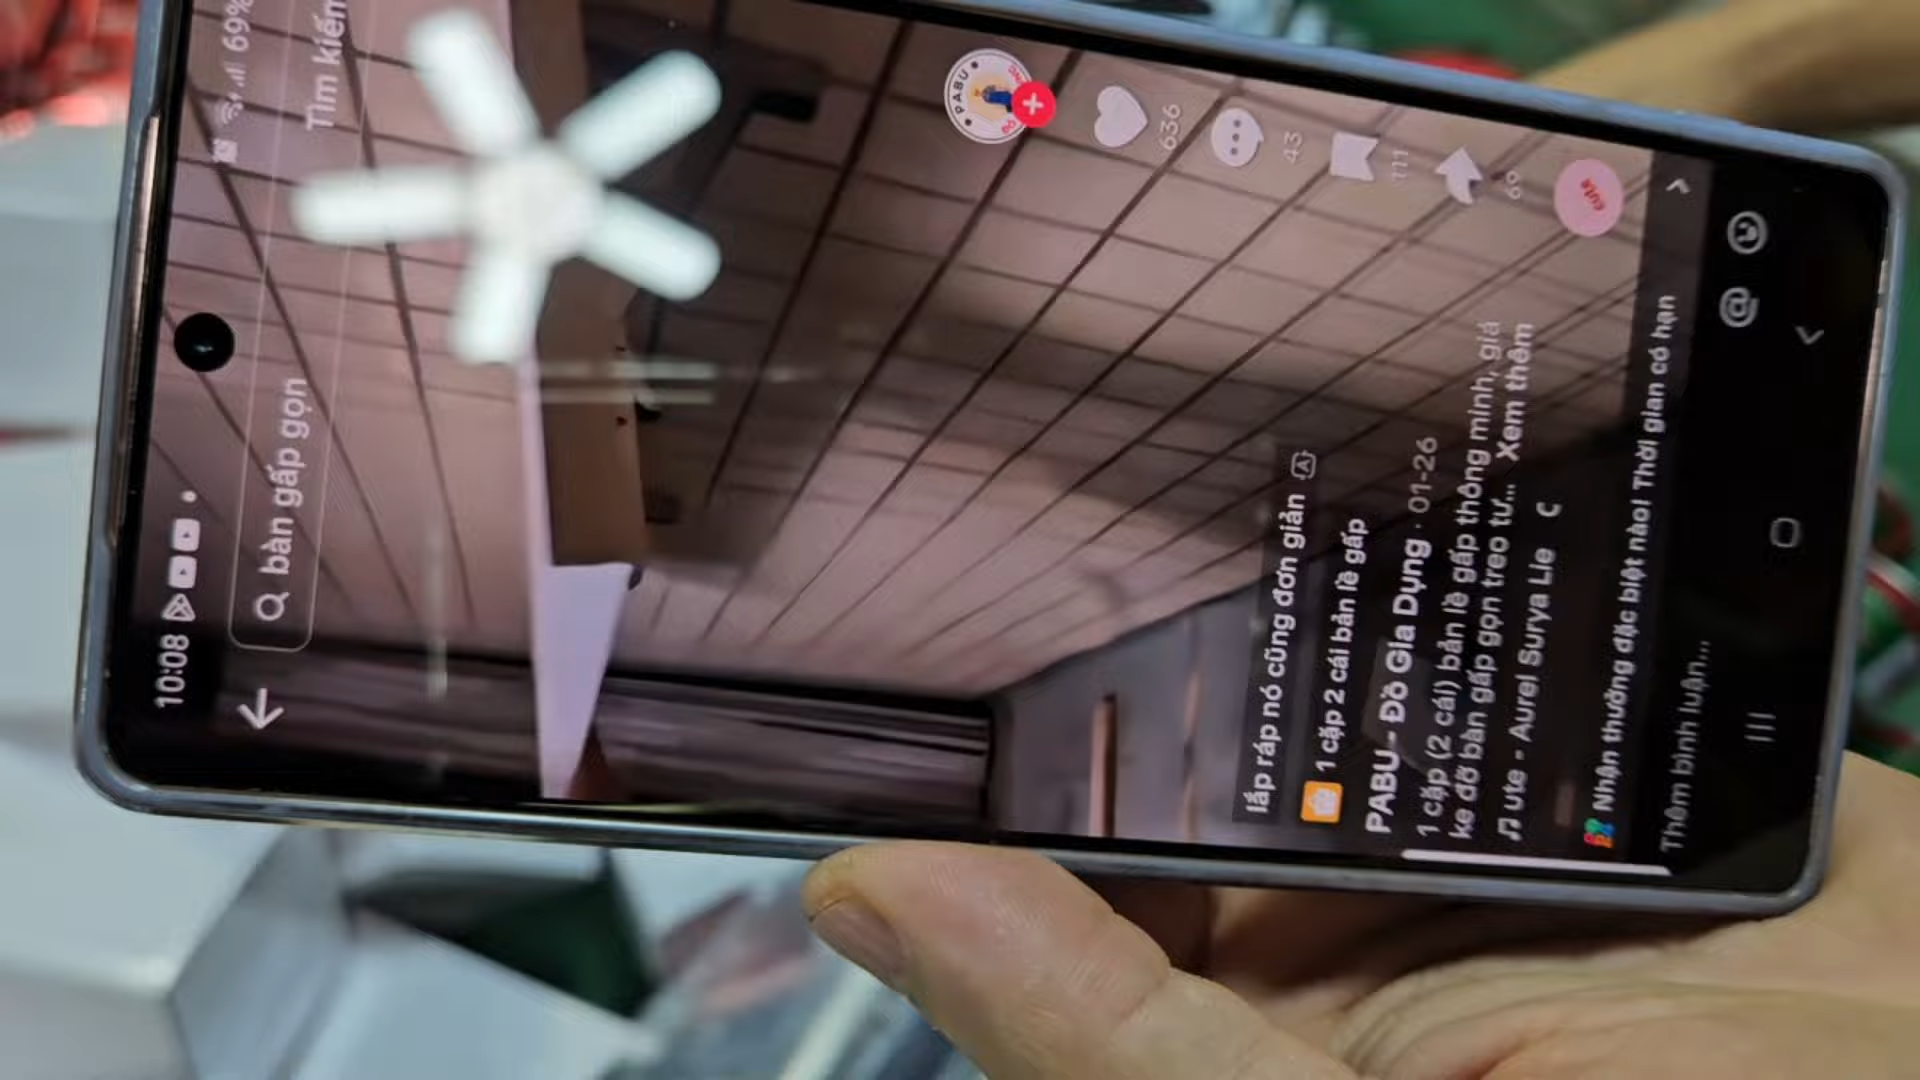 10:08
69%
bàn gấp gọn
Tìm kiếm
PABU
636
43
111
69
cute
lắp ráp nó cũng đơn giản
1 cặp 2 cái bản lề gấp
PABU - Đồ Gia Dụng · 01-26
1 cặp (2 cái) bản lề gấp thông minh, giá
kê đỡ bàn gấp gọn treo tư... Xem thêm
ute - Aurel Surya Lie C
Nhận thưởng đặc biệt nào! Thời gian có hạn
Thêm bình luận...
@